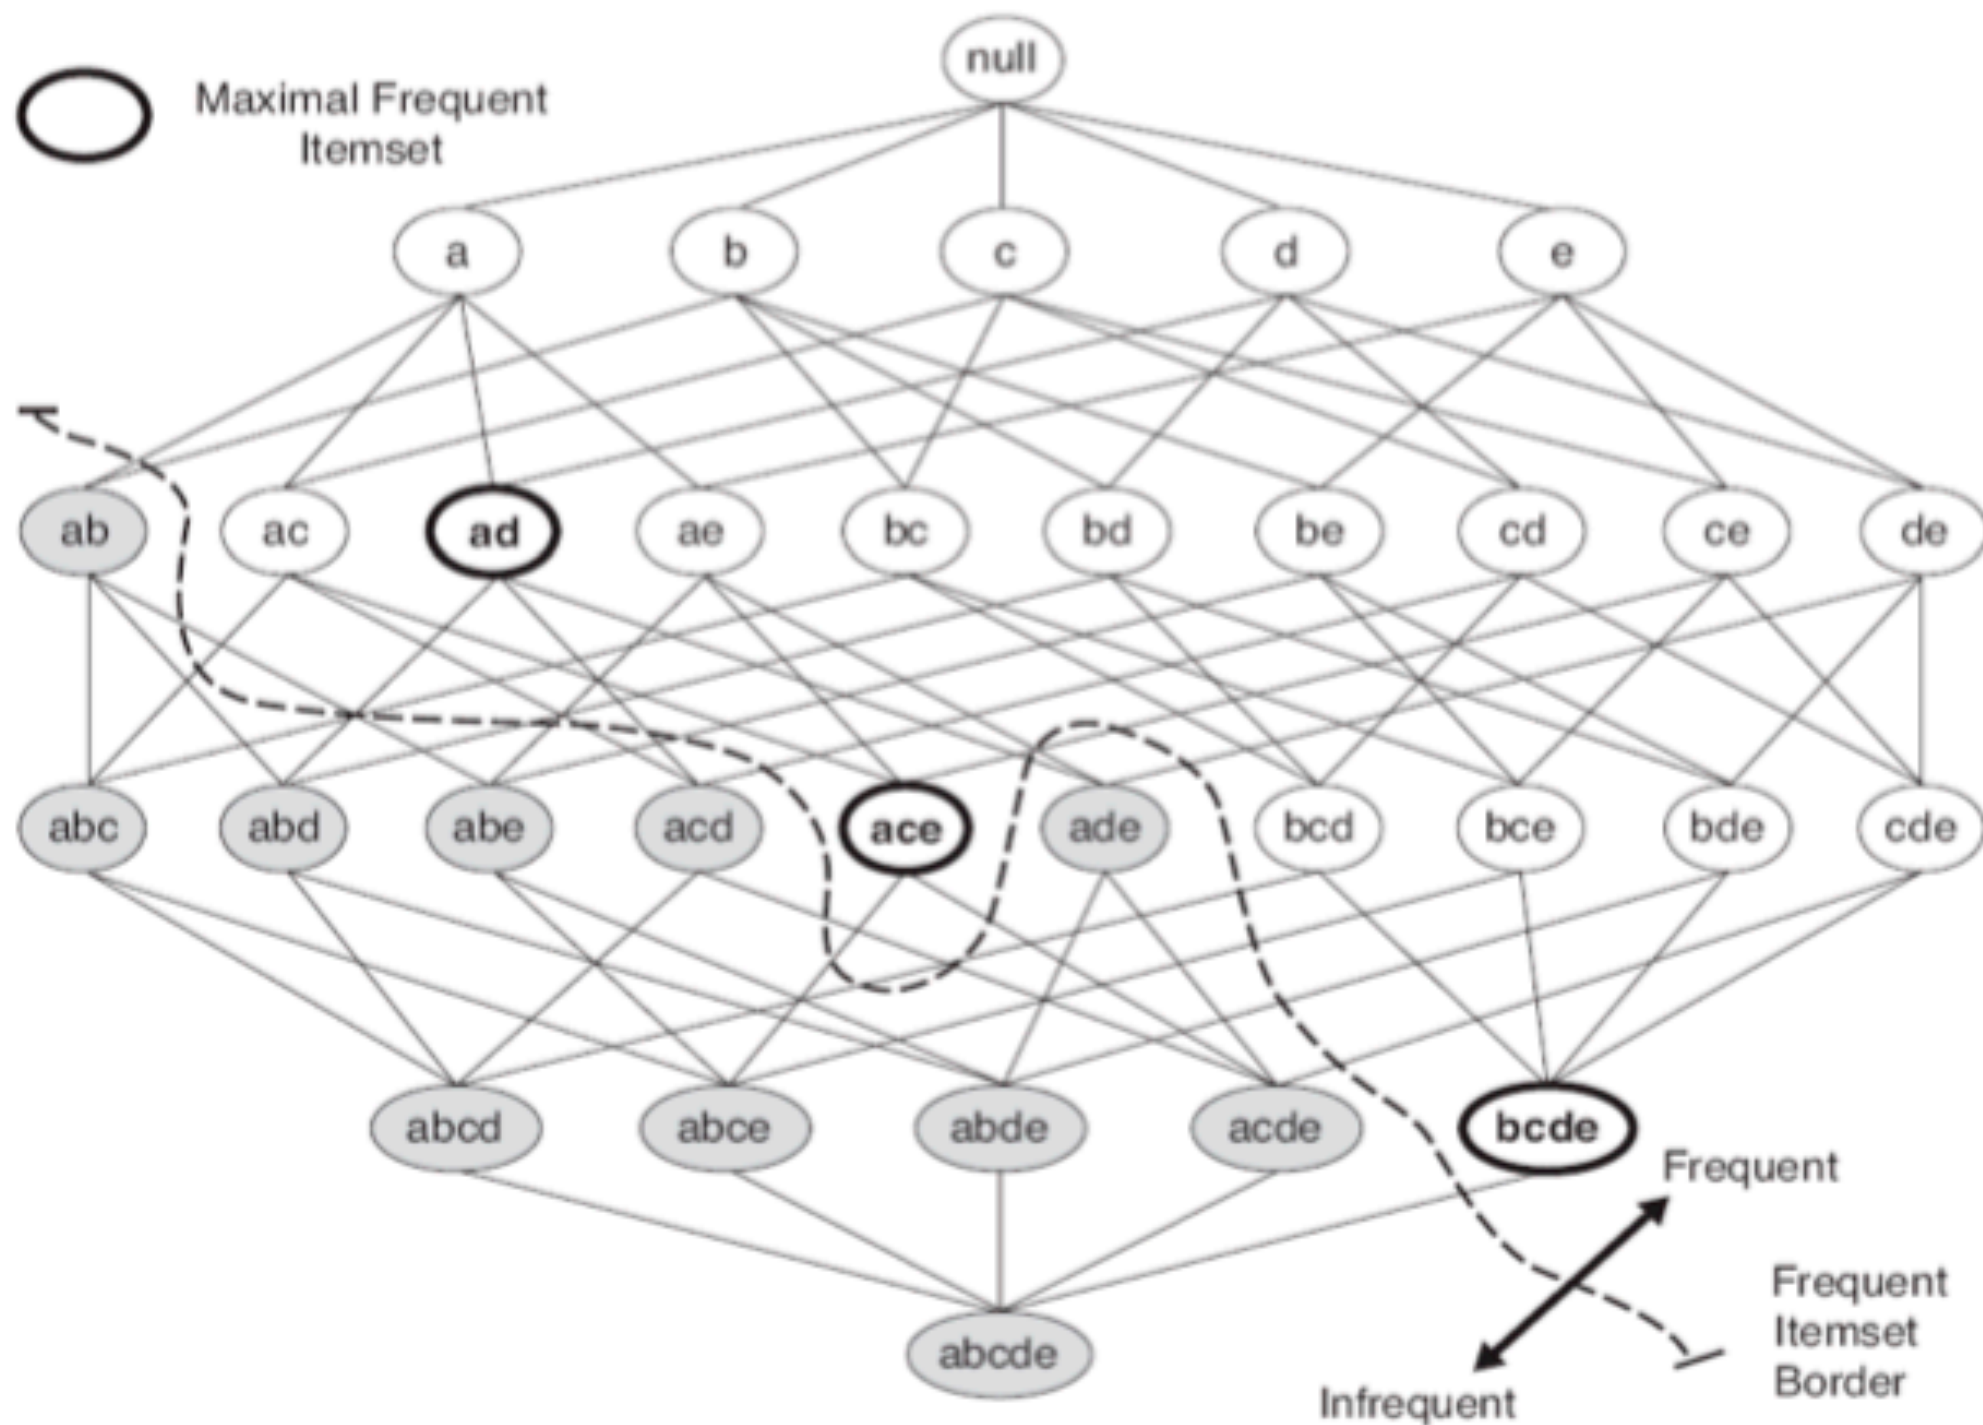 null
Maximal Frequent
Itemset
a b c d e
ab ac ad ae bc bd be cd ce de
abc abd abe acd ace ade bcd bce bde cde
abcd abce abde acde bcde
Frequent
Frequent
Itemset
Border
abcde
Infrequent